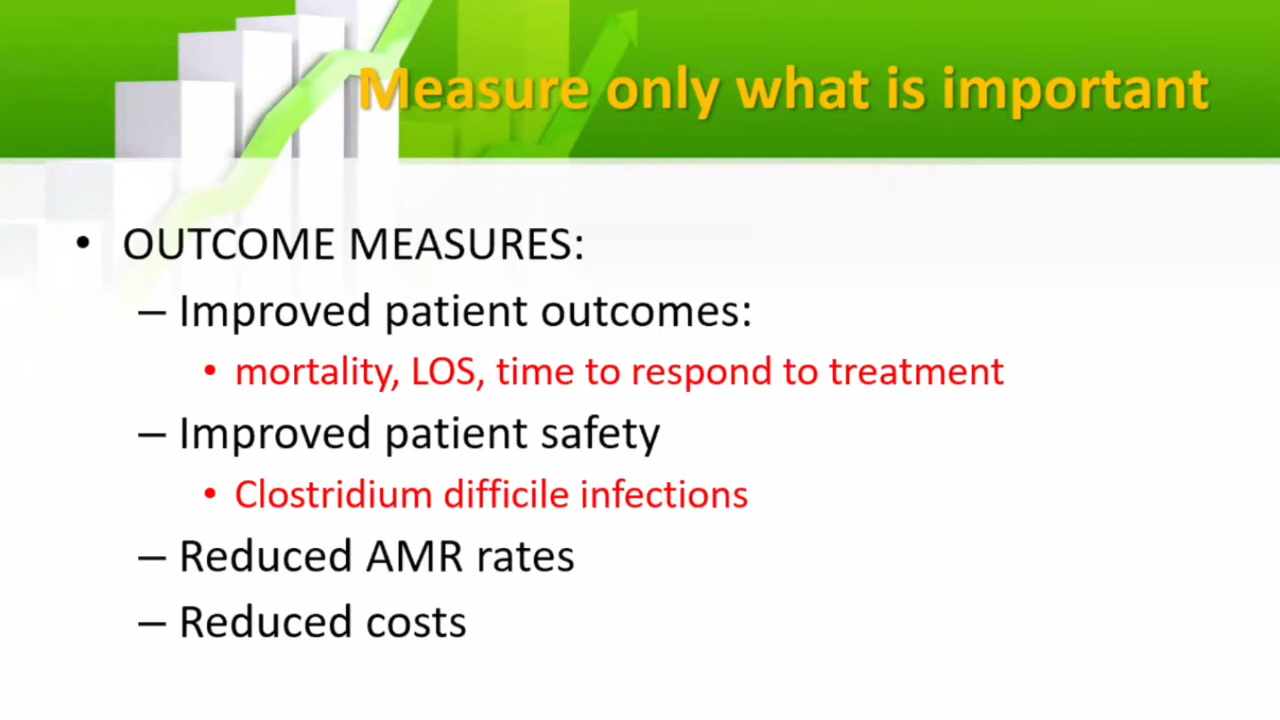 Measure only what is important
• OUTCOME MEASURES:
– Improved patient outcomes:
• mortality, LOS, time to respond to treatment
– Improved patient safety
• Clostridium difficile infections
– Reduced AMR rates
– Reduced costs